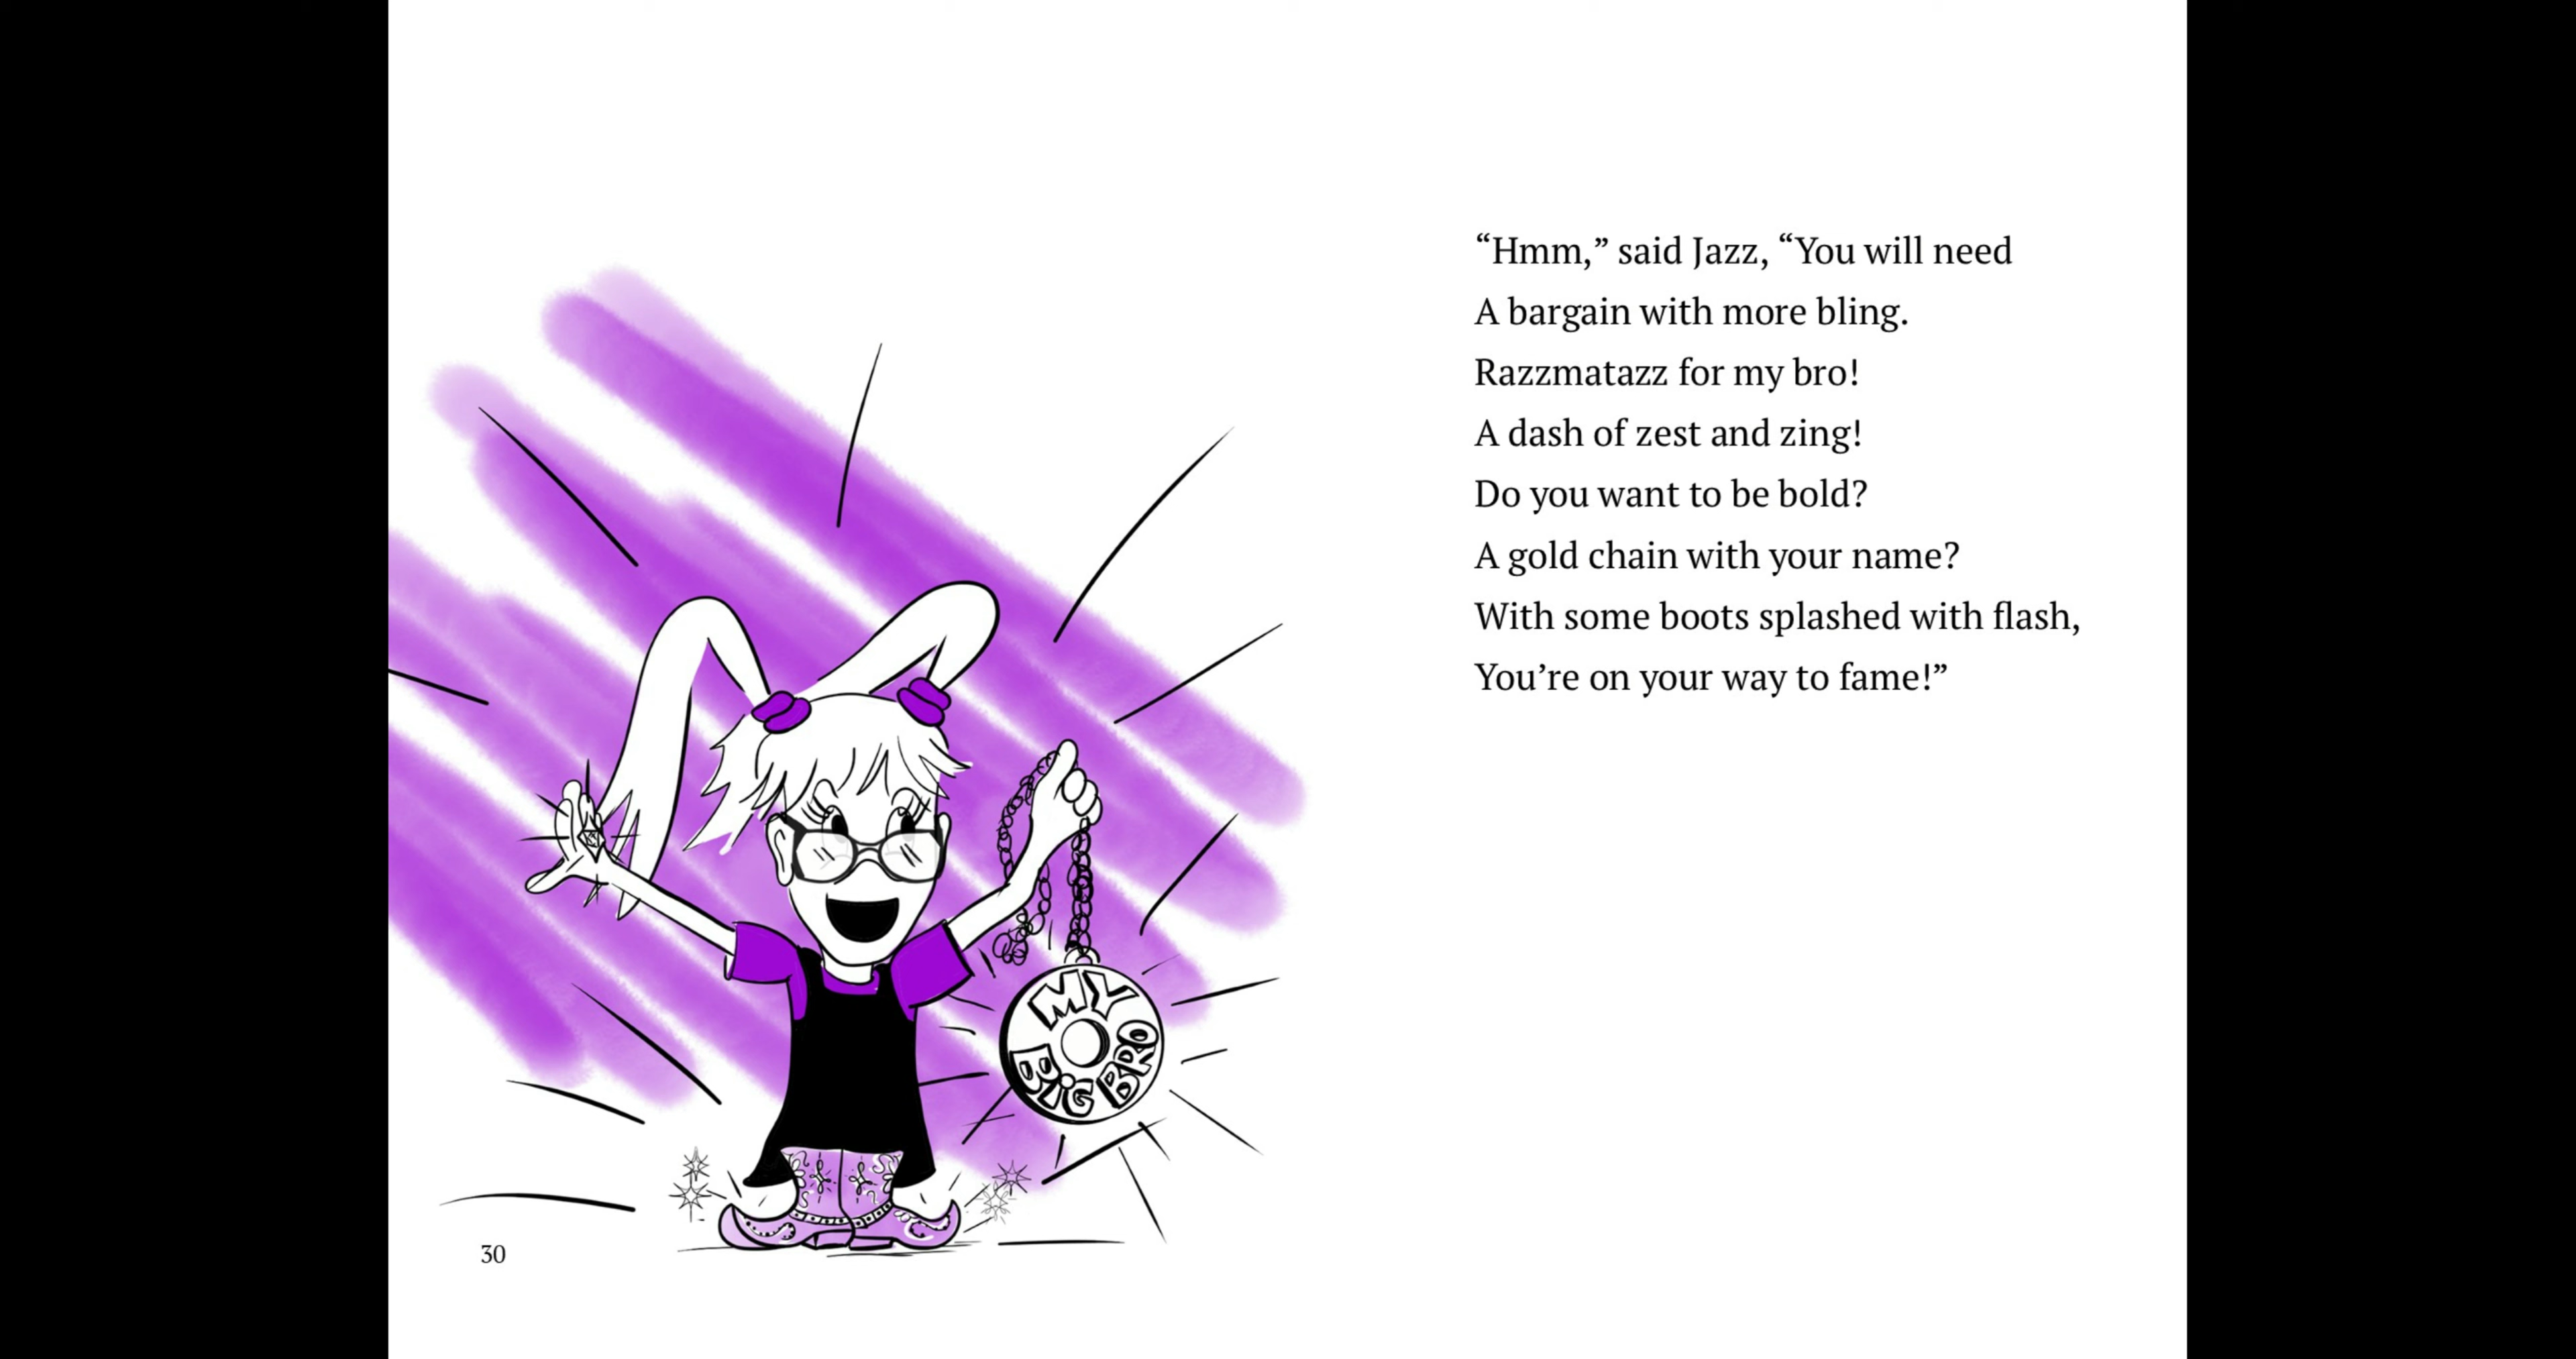 “Hmm,” said Jazz, “You will need
A bargain with more bling.
Razzmatazz for my bro!
A dash of zest and zing!
Do you want to be bold?
A gold chain with your name?
With some boots splashed with flash,
You’re on your way to fame!”
MY
BiG BRO
30